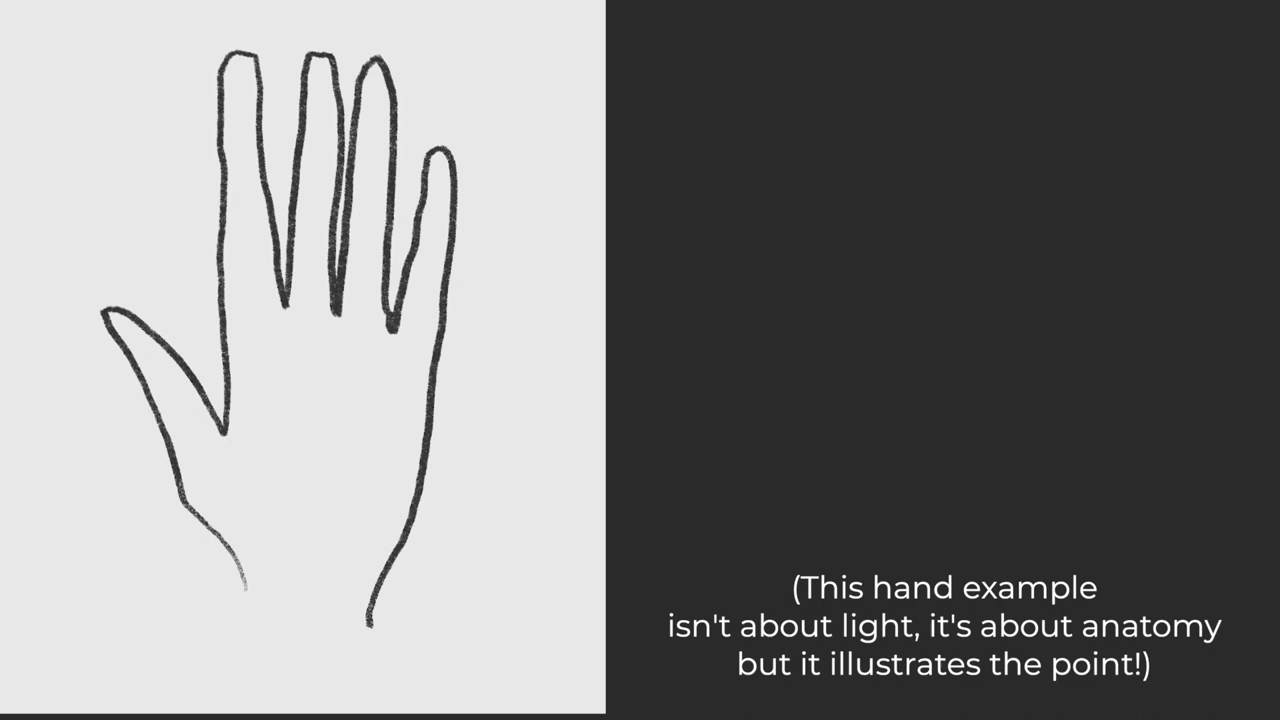 (This hand example
isn't about light, it's about anatomy
but it illustrates the point!)